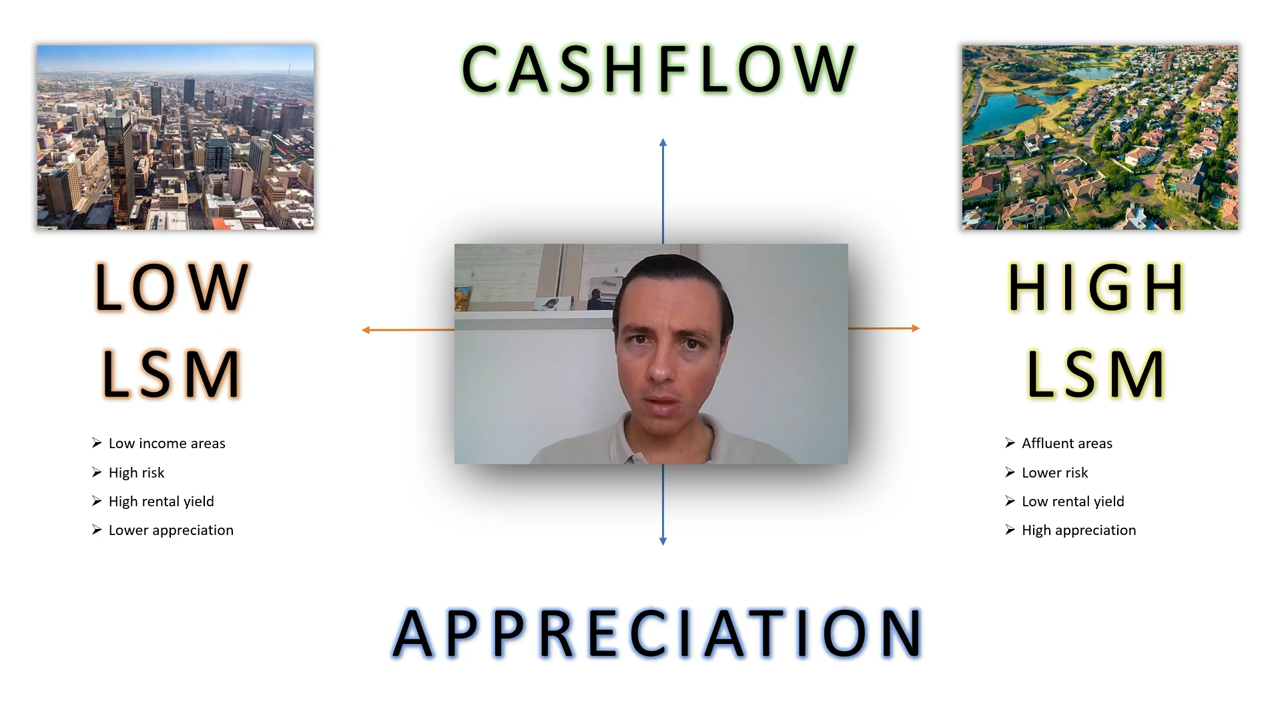 CASHFLOW
LOW
LSM
Low income areas
High risk
High rental yield
Lower appreciation
HIGH
LSM
Affluent areas
Lower risk
Low rental yield
High appreciation
APPRECIATION